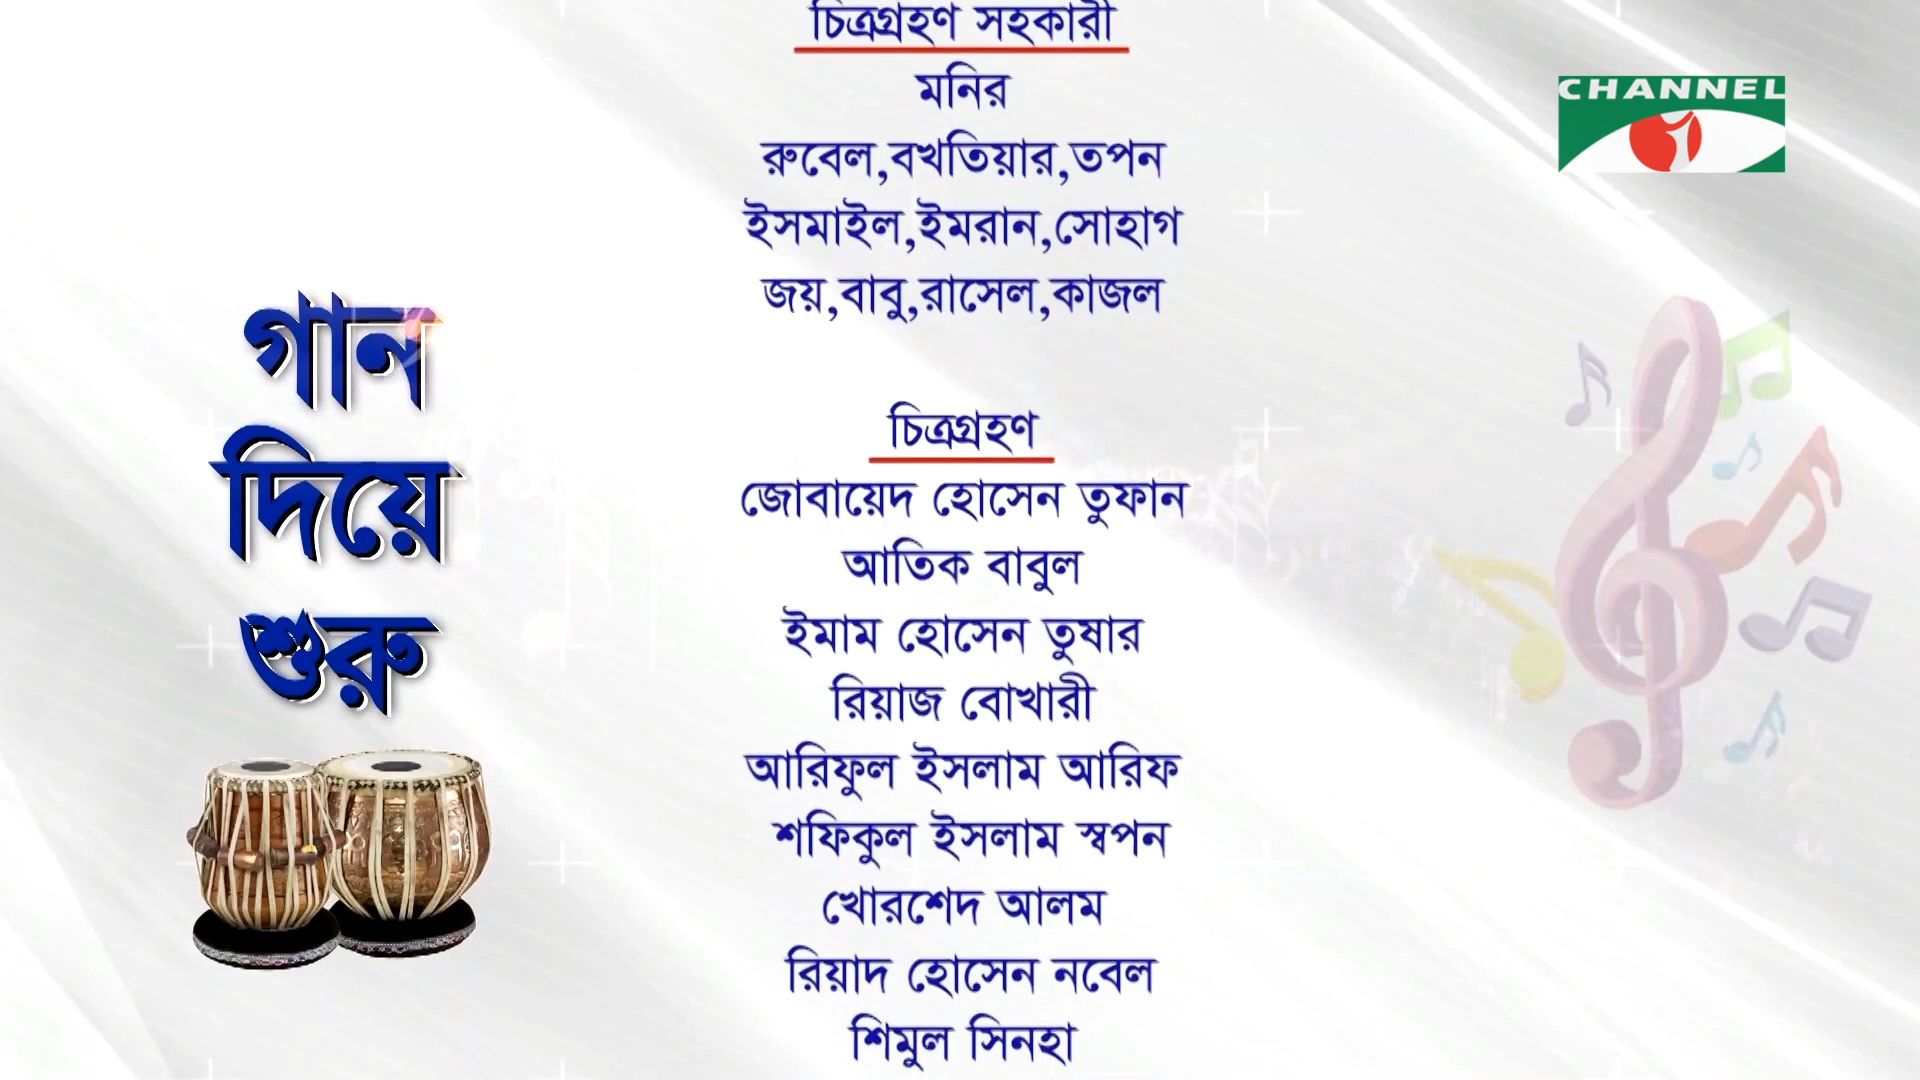 চিত্রগ্রহণ সহকারী
মনির
রুবেল,বখতিয়ার,তপন
ইসমাইল,ইমরান,সোহাগ
জয়,বাবু,রাসেল,কাজল
চিত্রগ্রহণ
জোবায়েদ হোসেন তুফান
আতিক বাবুল
ইমাম হোসেন তুষার
রিয়াজ বোখারী
আরিফুল ইসলাম আরিফ
শফিকুল ইসলাম স্বপন
খোরশেদ আলম
রিয়াদ হোসেন নবেল
শিমুল সিনহা
গান
দিয়ে
শুরু
CHANNEL i